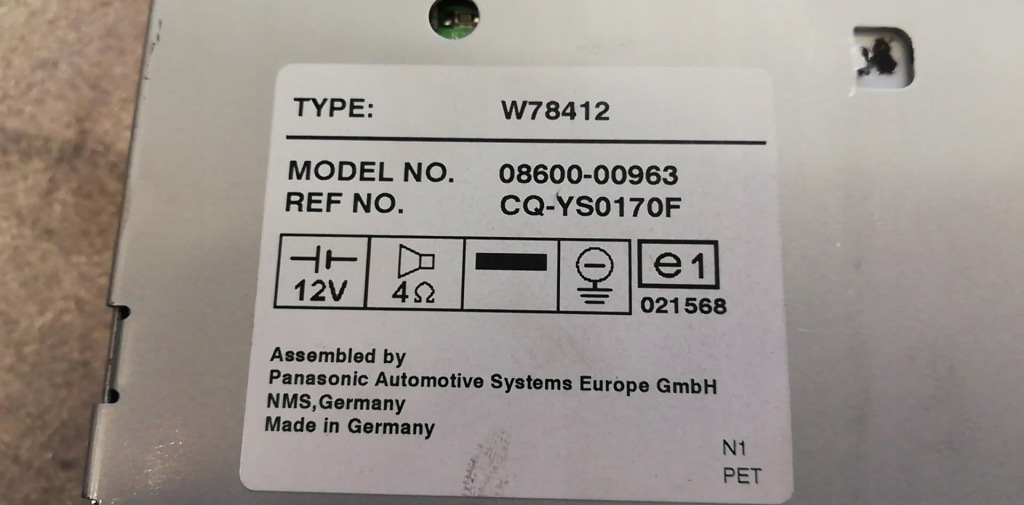 TYPE: W78412
MODEL NO. 08600-00963
REF NO. CQ-YS0170F
12V 4Ω e1
021568
Assembled by
Panasonic Automotive Systems Europe GmbH
NMS,Germany
Made in Germany
N1
PET